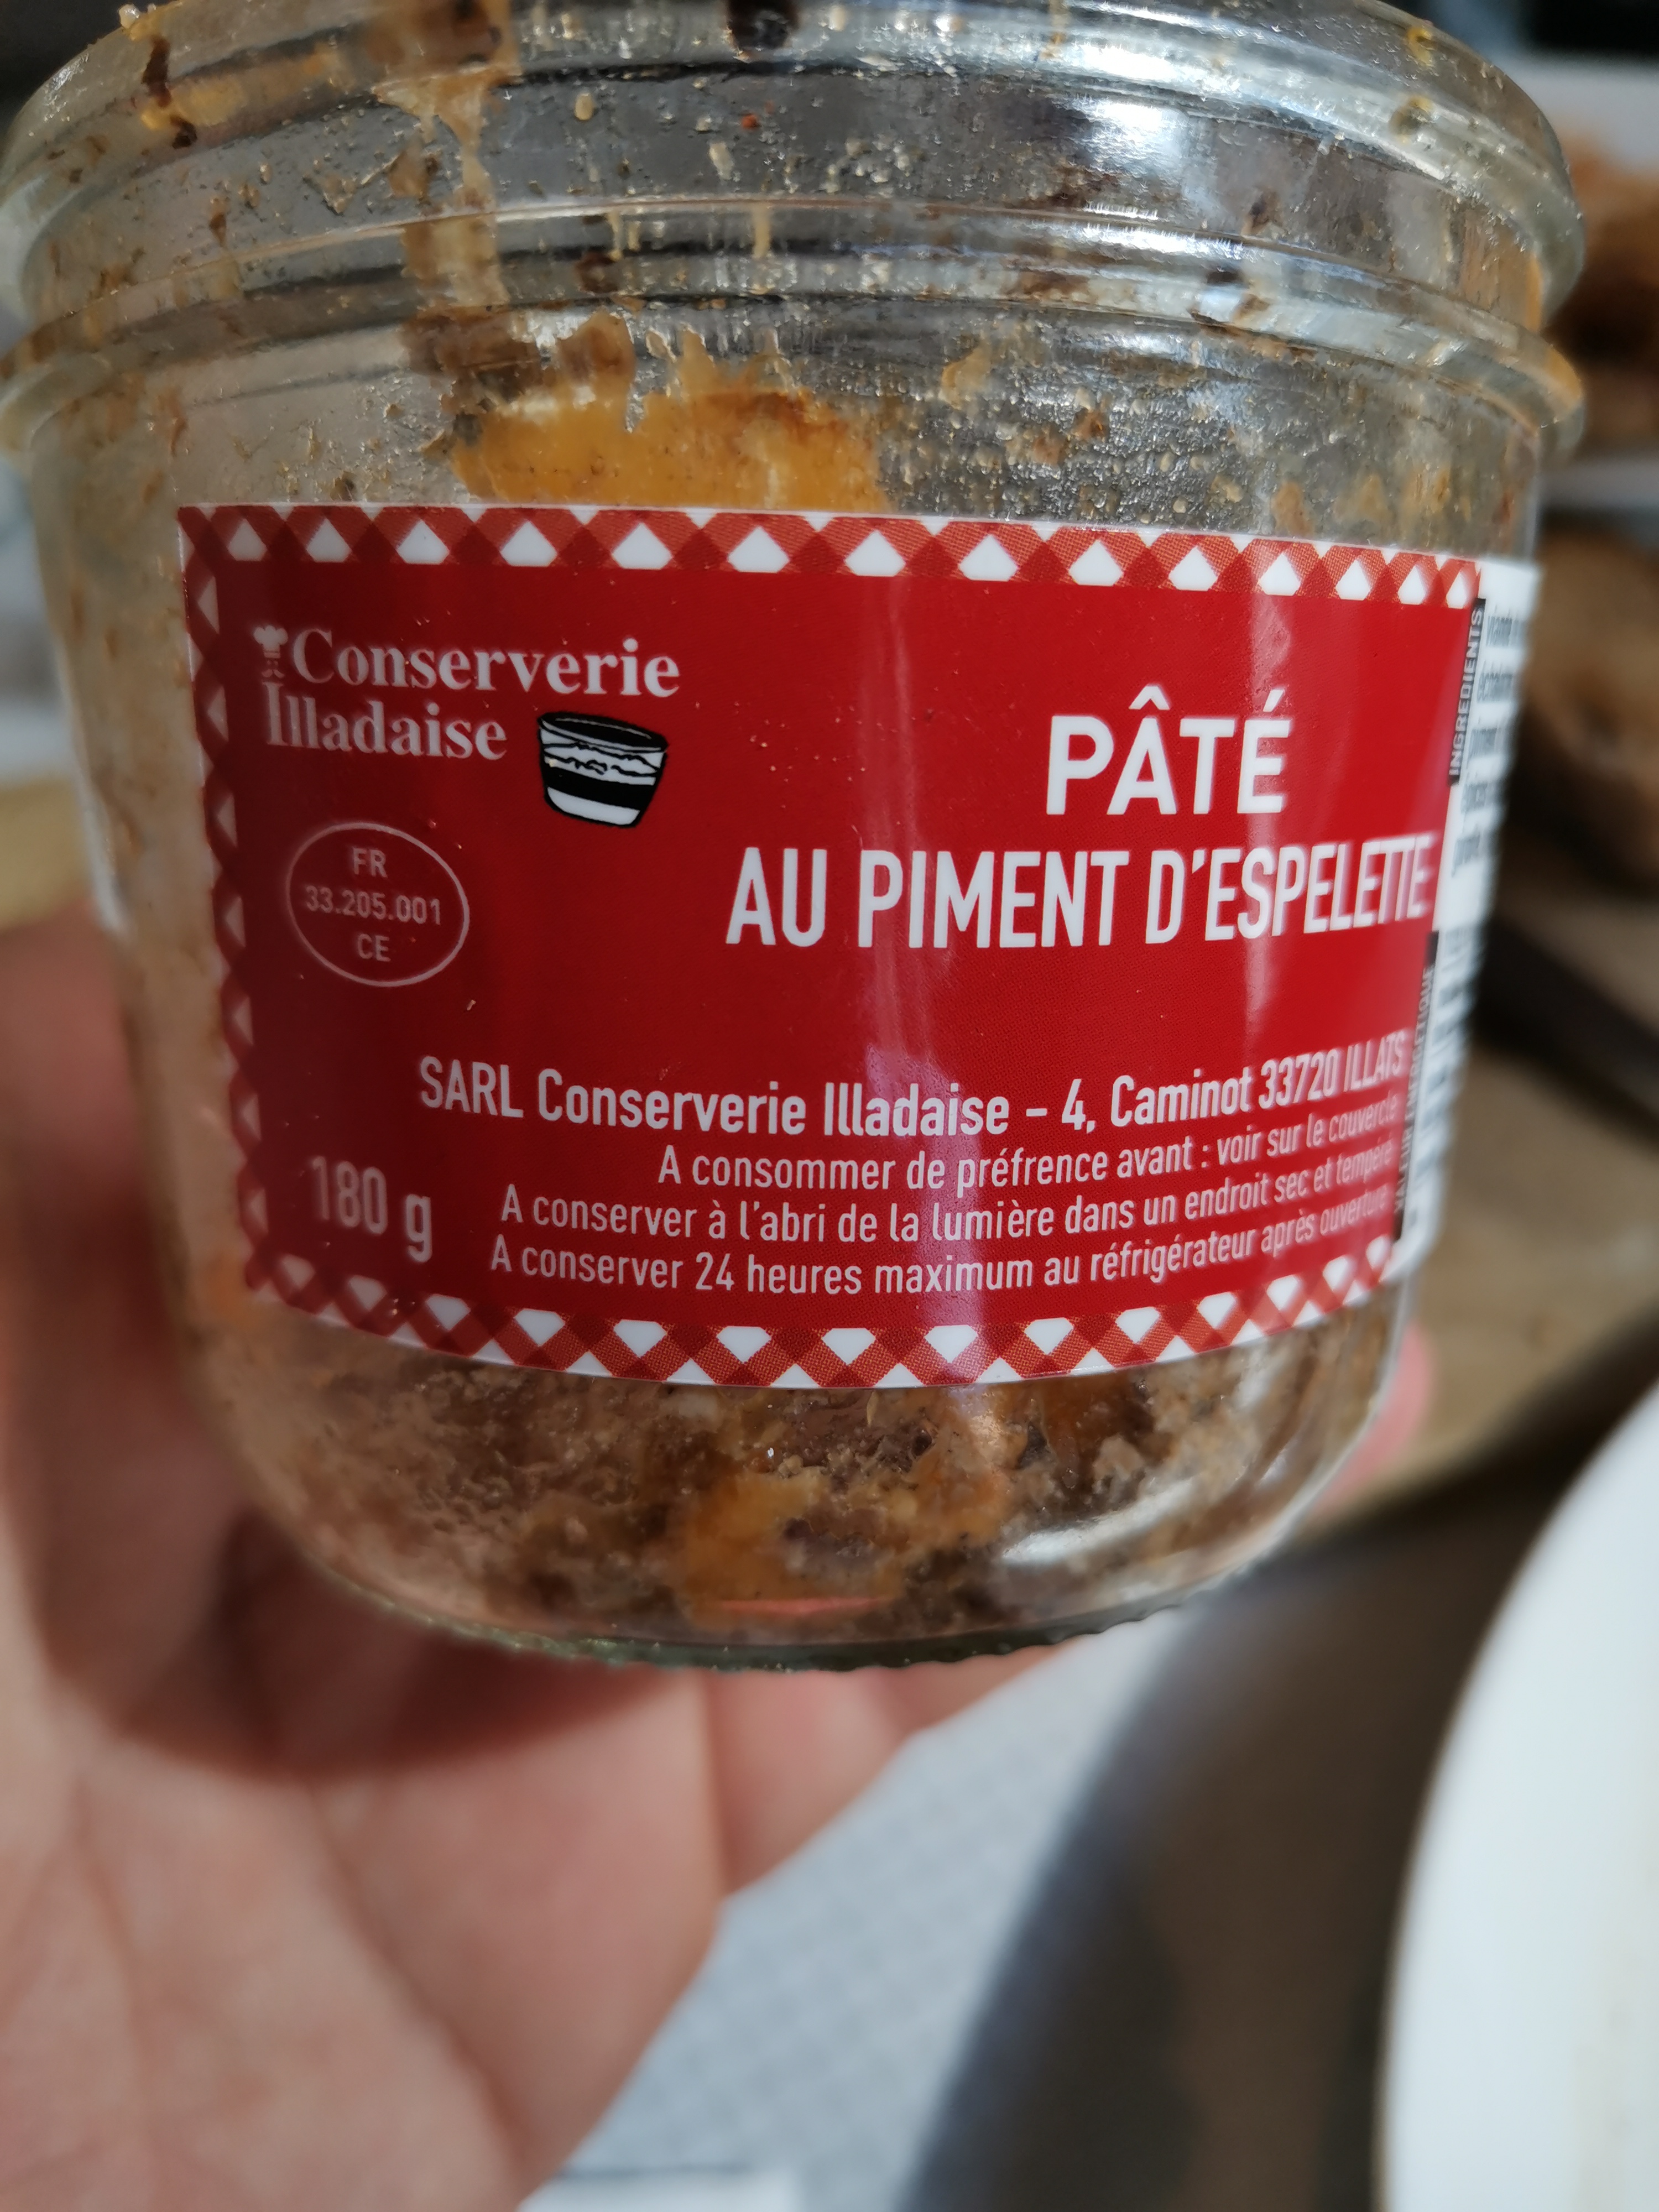 Conserverie
Illadaise
PÂTÉ
AU PIMENT D'ESPELETTE
FR
33.205.001
CE
SARL Conserverie Illadaise – 4, Caminot 33720 ILLATS
A consommer de préfrence avant : voir sur le couvercle
A conserver à l'abri de la lumière dans un endroit sec et tempéré
A conserver 24 heures maximum au réfrigérateur après ouverture
180 g
INGREDIENTS